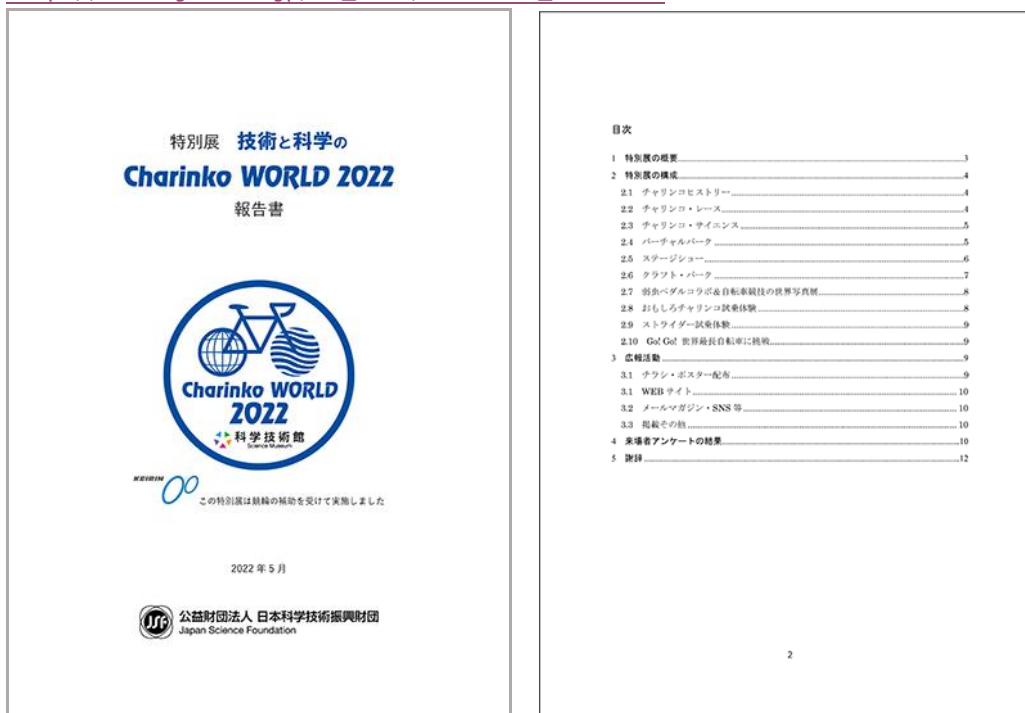 特別展 技術と科学の
Charinko WORLD 2022
報告書
Charinko WORLD
2022
科学技術館
Science Museum
KEIRIN
この特別展は競輪の補助を受けて実施しました
2022年5月
JSF
公益財団法人 日本科学技術振興財団
Japan Science Foundation
目次
1 特別展の概要 3
2 特別展の構成 4
2.1 チャリンコヒストリー 4
2.2 チャリンコ・レース 4
2.3 チャリンコ・サイエンス 5
2.4 バーチャルパーク 5
2.5 ステージショー 6
2.6 クラフト・パーク 7
2.7 弱虫ペダルコラボ&自転車競技の世界写真展 8
2.8 おもしろチャリンコ試乗体験 8
2.9 ストライダー試乗体験 9
2.10 Go! Go! 世界最長自転車に挑戦 9
3 広報活動 9
3.1 チラシ・ポスター配布 9
3.1 WEBサイト 10
3.2 メールマガジン・SNS等 10
3.3 掲載その他 10
4 来場者アンケートの結果 10
5 謝辞 12
2